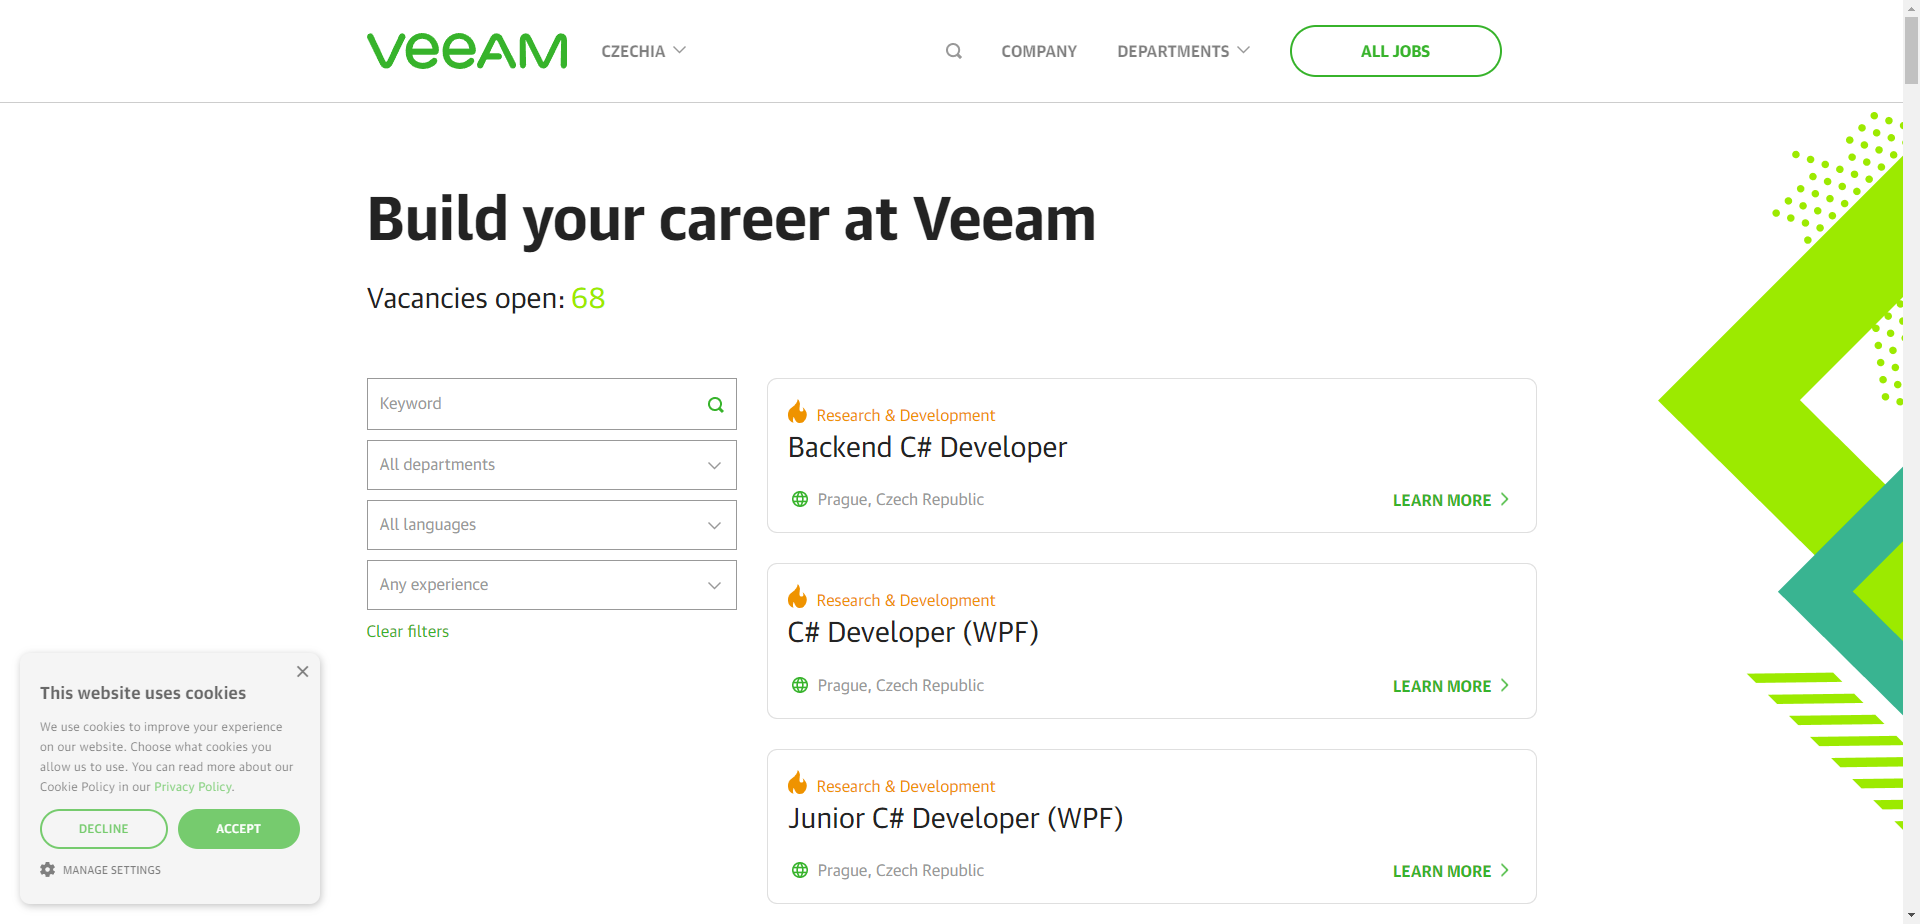 veeAM
CZECHIA
COMPANY
DEPARTMENTS
ALL JOBS
Build your career at Veeam
Vacancies open: 68
Keyword
All departments
All languages
Any experience
Clear filters
Research & Development
Backend C# Developer
Prague, Czech Republic
LEARN MORE
Research & Development
C# Developer (WPF)
Prague, Czech Republic
LEARN MORE
Research & Development
Junior C# Developer (WPF)
Prague, Czech Republic
LEARN MORE
This website uses cookies
We use cookies to improve your experience
on our website. Choose what cookies you
allow us to use. You can read more about our
Cookie Policy in our Privacy Policy.
DECLINE
ACCEPT
MANAGE SETTINGS